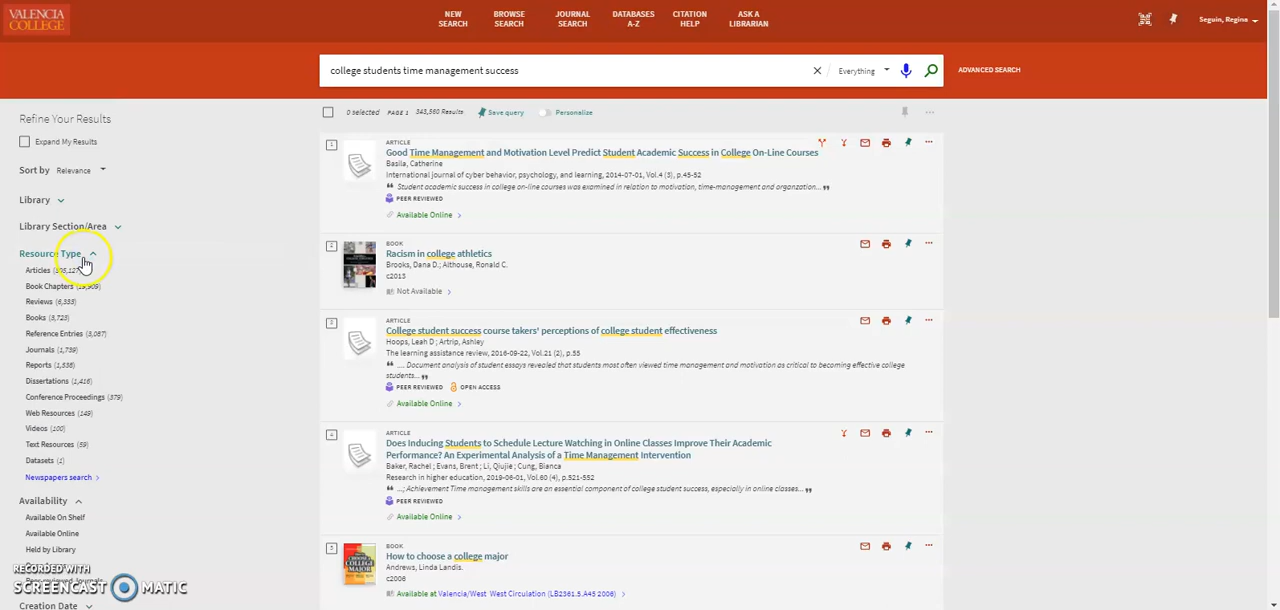 VALENCIA
COLLEGE
NEW
SEARCH
BROWSE
SEARCH
JOURNAL
SEARCH
DATABASES
A-Z
CITATION
HELP
ASK A
LIBRARIAN
Seguin, Regina
college students time management success
Everything
ADVANCED SEARCH
Refine Your Results
Expand My Results
Sort by Relevance
Library
Library Section/Area
Resource Type
Articles
Book Chapters
Reviews (6,333)
Books (3,723)
Reference Entries (3,087)
Journals (1,739)
Reports (1,538)
Dissertations (1,416)
Conference Proceedings (379)
Web Resources (149)
Videos (100)
Text Resources (59)
Datasets (1)
Newspapers search
Availability
Available On Shelf
Available Online
Held by Library
Creation Date
RECORDED WITH
SCREENCAST MATIC
0 selected PAGE 1 343,560 Results Save query Personalize
1
ARTICLE
Good Time Management and Motivation Level Predict Student Academic Success in College On-Line Courses
Basila, Catherine
International journal of cyber behavior, psychology, and learning, 2014-07-01, Vol.4 (3), p.45-52
" Student academic success in college on-line courses was examined in relation to motivation, time-management and organization... "
PEER REVIEWED
Available Online
2
BOOK
Racism in college athletics
Brooks, Dana D.; Althouse, Ronald C.
c2015
Not Available
3
ARTICLE
College student success course takers' perceptions of college student effectiveness
Hoops, Leah D ; Artrip, Ashley
The learning assistance review, 2016-09-22, Vol.21 (2), p.55
" .... Document analysis of student essays revealed that students most often viewed time management and motivation as critical to becoming effective college
students... "
PEER REVIEWED OPEN ACCESS
Available Online
4
ARTICLE
Does Inducing Students to Schedule Lecture Watching in Online Classes Improve Their Academic
Performance? An Experimental Analysis of a Time Management Intervention
Baker, Rachel ; Evans, Brent ; Li, Qiujie ; Cung, Bianca
Research in higher education, 2019-06-01, Vol.60 (4), p.521-552
" ...; Achievement Time management skills are an essential component of college student success, especially in online classes... "
PEER REVIEWED
Available Online
5
BOOK
How to choose a college major
Andrews, Linda Landis.
c2006
Available at Valencia/West West Circulation (LB2361.5.A45 2006)